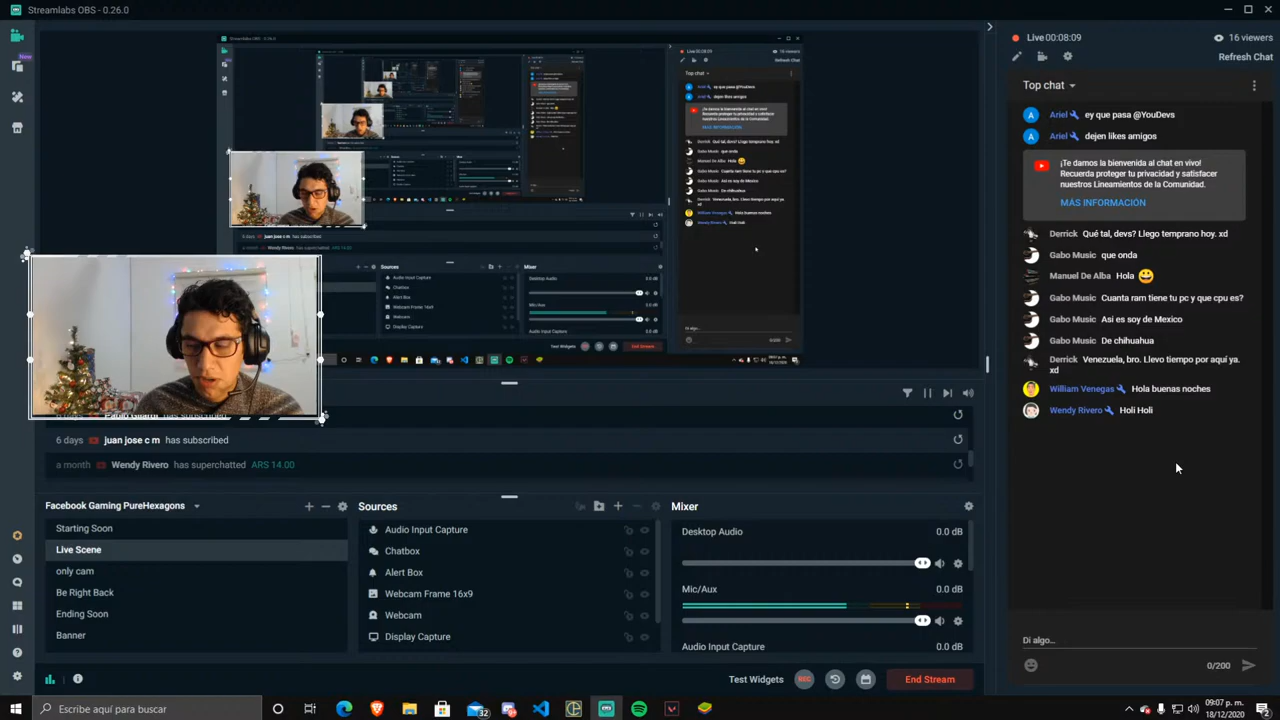 Streamlabs OBS - 0.26.0
Live 00:08:09
16 viewers
Refresh Chat
New
Top chat
A Ariel ey que pasa @Youtixco
A Ariel dejen likes amigos
¡Te damos la bienvenida al chat en vivo!
Recuerda proteger tu privacidad y satisfacer
nuestros Lineamientos de la Comunidad.
MÁS INFORMACIÓN
Derrick Qué tal, doro? Llego temprano hoy. xd
Gabo Music que onda
Manuel De Alba Hola 😀
Gabo Music Cuanta ram tiene tu pc y que cpu es?
Gabo Music Asi es soy de Mexico
Gabo Music De chihuahua
Derrick Venezuela, bro. Llevo tiempo por aquí ya.
xd
William Venegas Hola buenas noches
Wendy Rivero Holi Holi
has subscribed
6 days juan jose c m has subscribed
a month Wendy Rivero has superchatted ARS 14.00
Facebook Gaming PureHexagons
Starting Soon
Live Scene
only cam
Be Right Back
Ending Soon
Banner
Sources
Audio Input Capture
Chatbox
Alert Box
Webcam Frame 16x9
Webcam
Display Capture
Mixer
Desktop Audio 0.0 dB
Mic/Aux 0.0 dB
Audio Input Capture 0.0 dB
Di algo...
0/200
Test Widgets
REC
End Stream
Escribe aquí para buscar
32
09:07 p. m.
18/12/2020
2